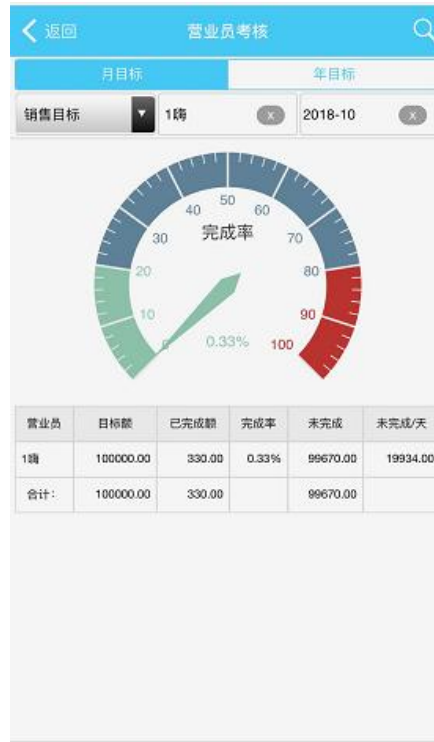 返回 营业员考核
月目标 年目标
销售目标 1嗨 x 2018-10 x
50
40 60
完成率
30 70
20 80
10 90
0 0.33% 100
营业员 目标额 已完成额 完成率 未完成 未完成/天
1嗨 100000.00 330.00 0.33% 99670.00 19934.00
合计: 100000.00 330.00 99670.00